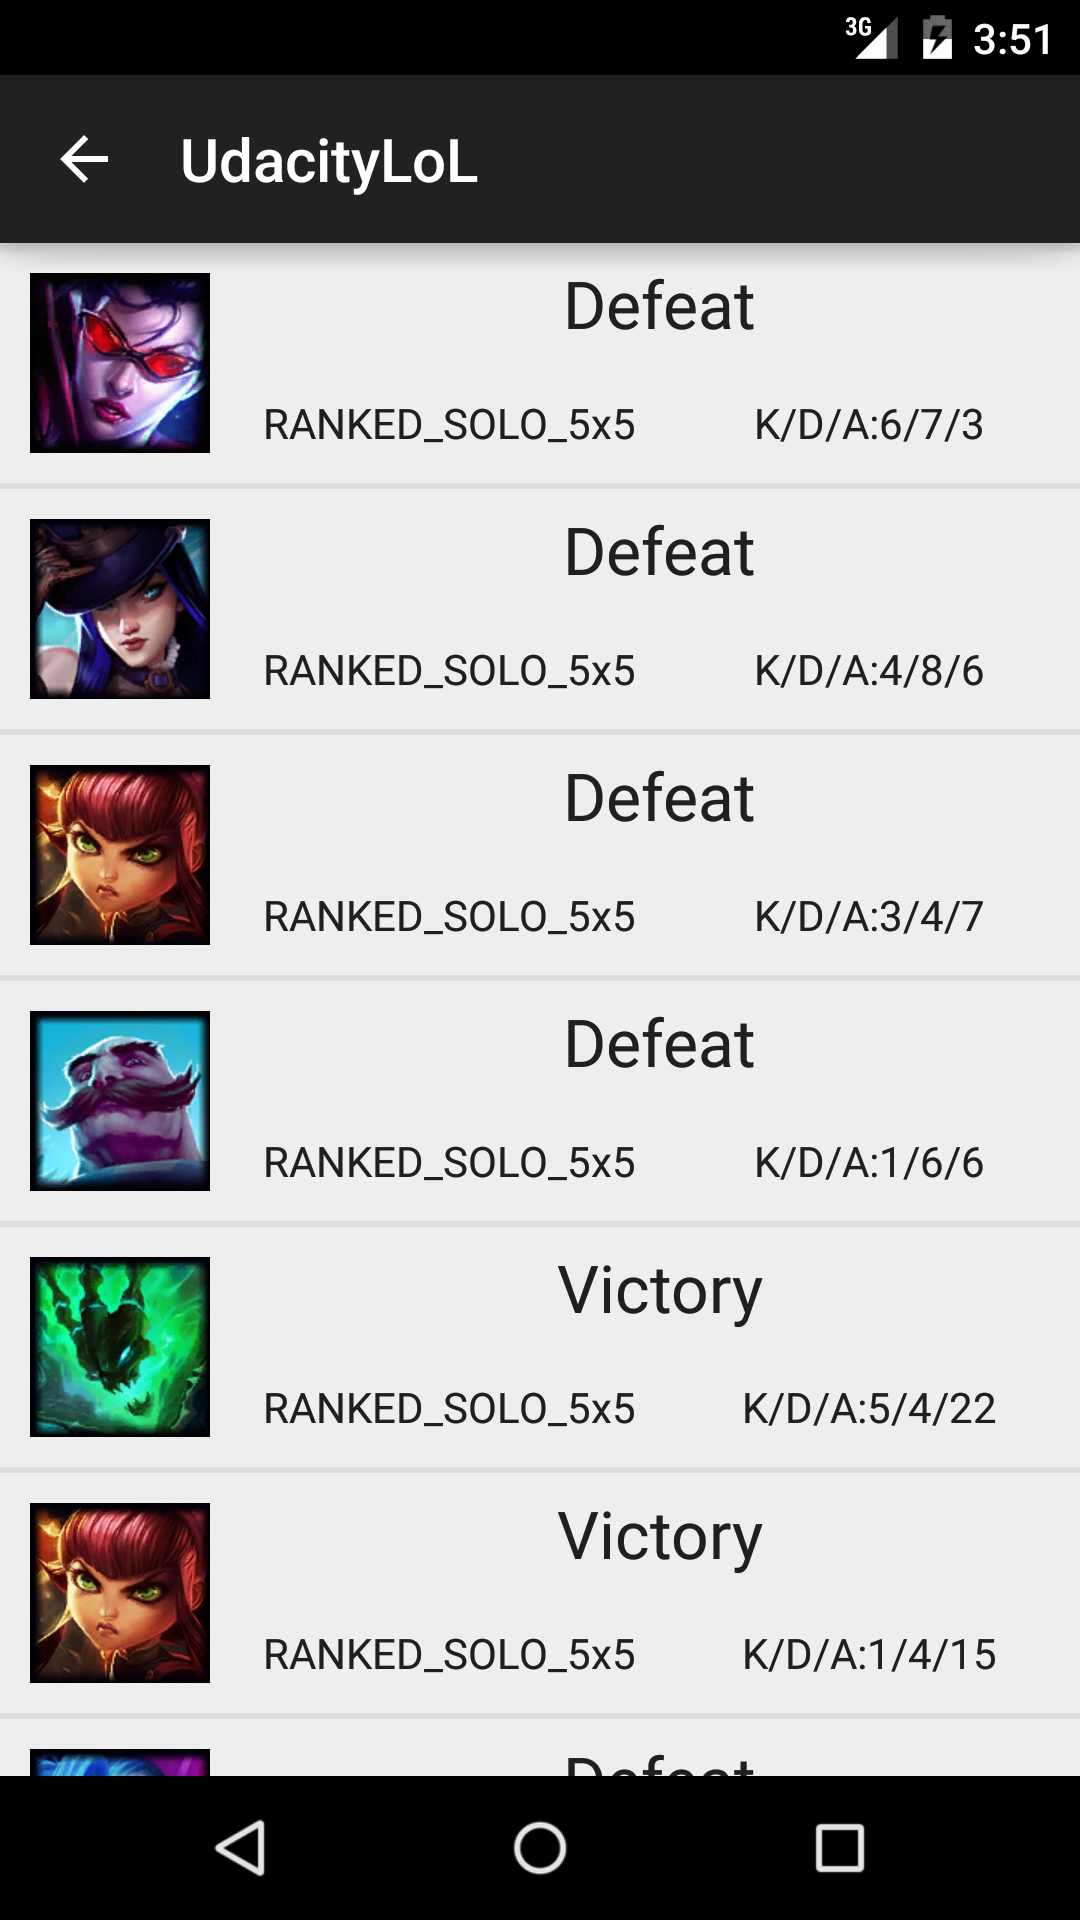 3G 3:51
UdacityLoL
Defeat
RANKED_SOLO_5x5 K/D/A:6/7/3
Defeat
RANKED_SOLO_5x5 K/D/A:4/8/6
Defeat
RANKED_SOLO_5x5 K/D/A:3/4/7
Defeat
RANKED_SOLO_5x5 K/D/A:1/6/6
Victory
RANKED_SOLO_5x5 K/D/A:5/4/22
Victory
RANKED_SOLO_5x5 K/D/A:1/4/15
Defeat